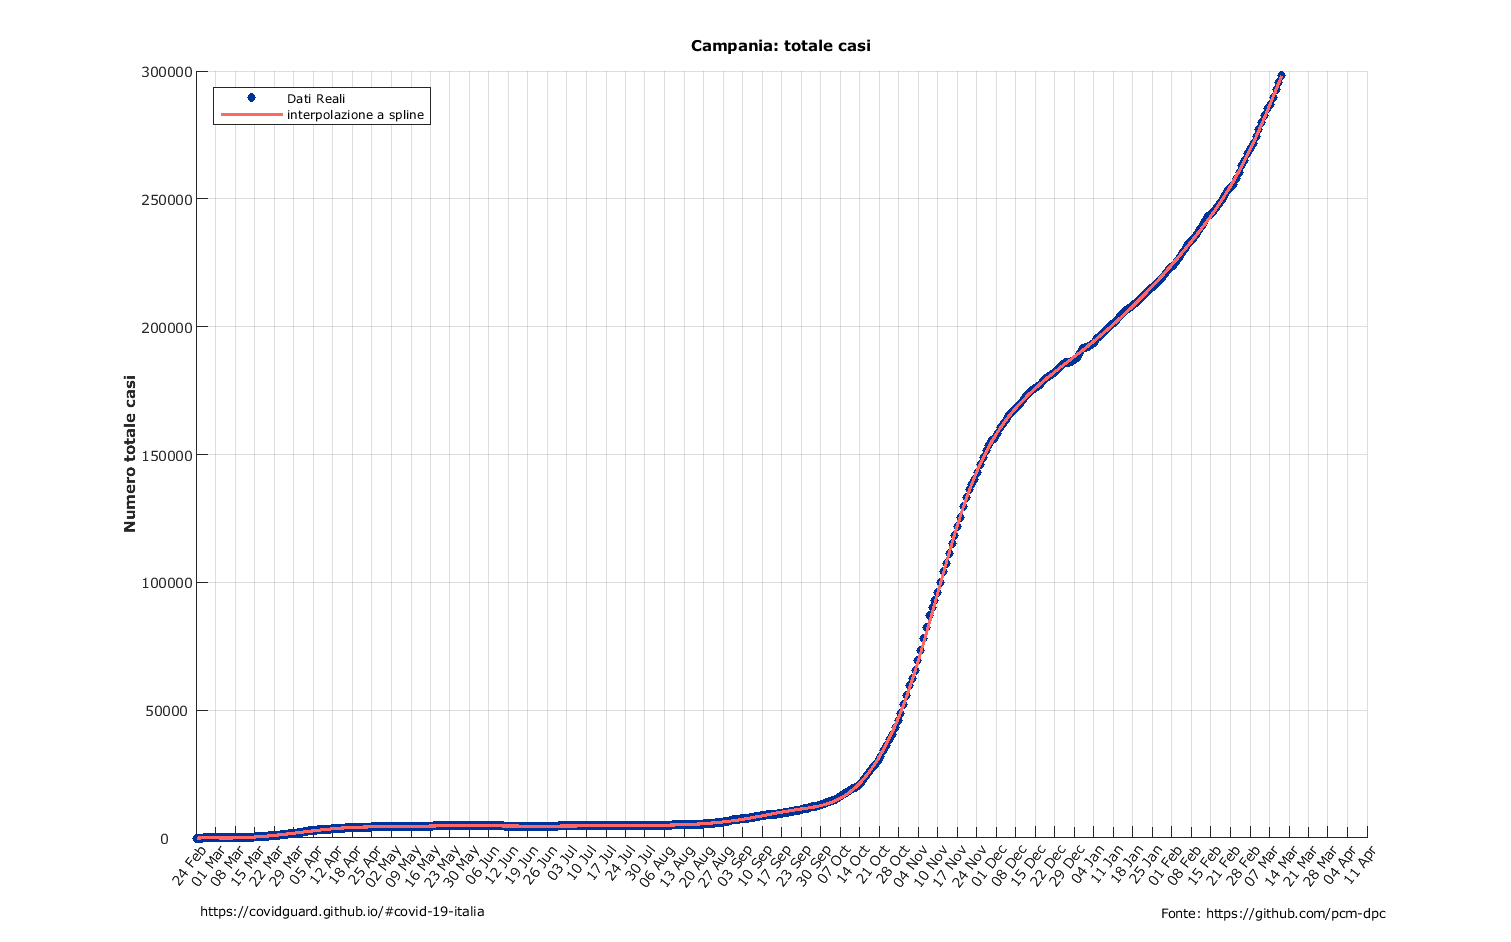 Campania: totale casi
300000
250000
200000
150000
100000
50000
0
Numero totale casi
Dati Reali
interpolazione a spline
24 Feb
01 Mar
08 Mar
15 Mar
22 Mar
29 Mar
05 Apr
12 Apr
18 Apr
25 Apr
02 May
09 May
16 May
23 May
30 May
06 Jun
12 Jun
19 Jun
26 Jun
03 Jul
10 Jul
17 Jul
24 Jul
30 Jul
06 Aug
13 Aug
20 Aug
27 Aug
03 Sep
10 Sep
17 Sep
23 Sep
30 Sep
07 Oct
14 Oct
21 Oct
28 Oct
04 Nov
10 Nov
17 Nov
24 Nov
01 Dec
08 Dec
15 Dec
22 Dec
29 Dec
04 Jan
11 Jan
18 Jan
25 Jan
01 Feb
08 Feb
15 Feb
21 Feb
28 Feb
07 Mar
14 Mar
21 Mar
28 Mar
04 Apr
11 Apr
https://covidguard.github.io/#covid-19-italia
Fonte: https://github.com/pcm-dpc